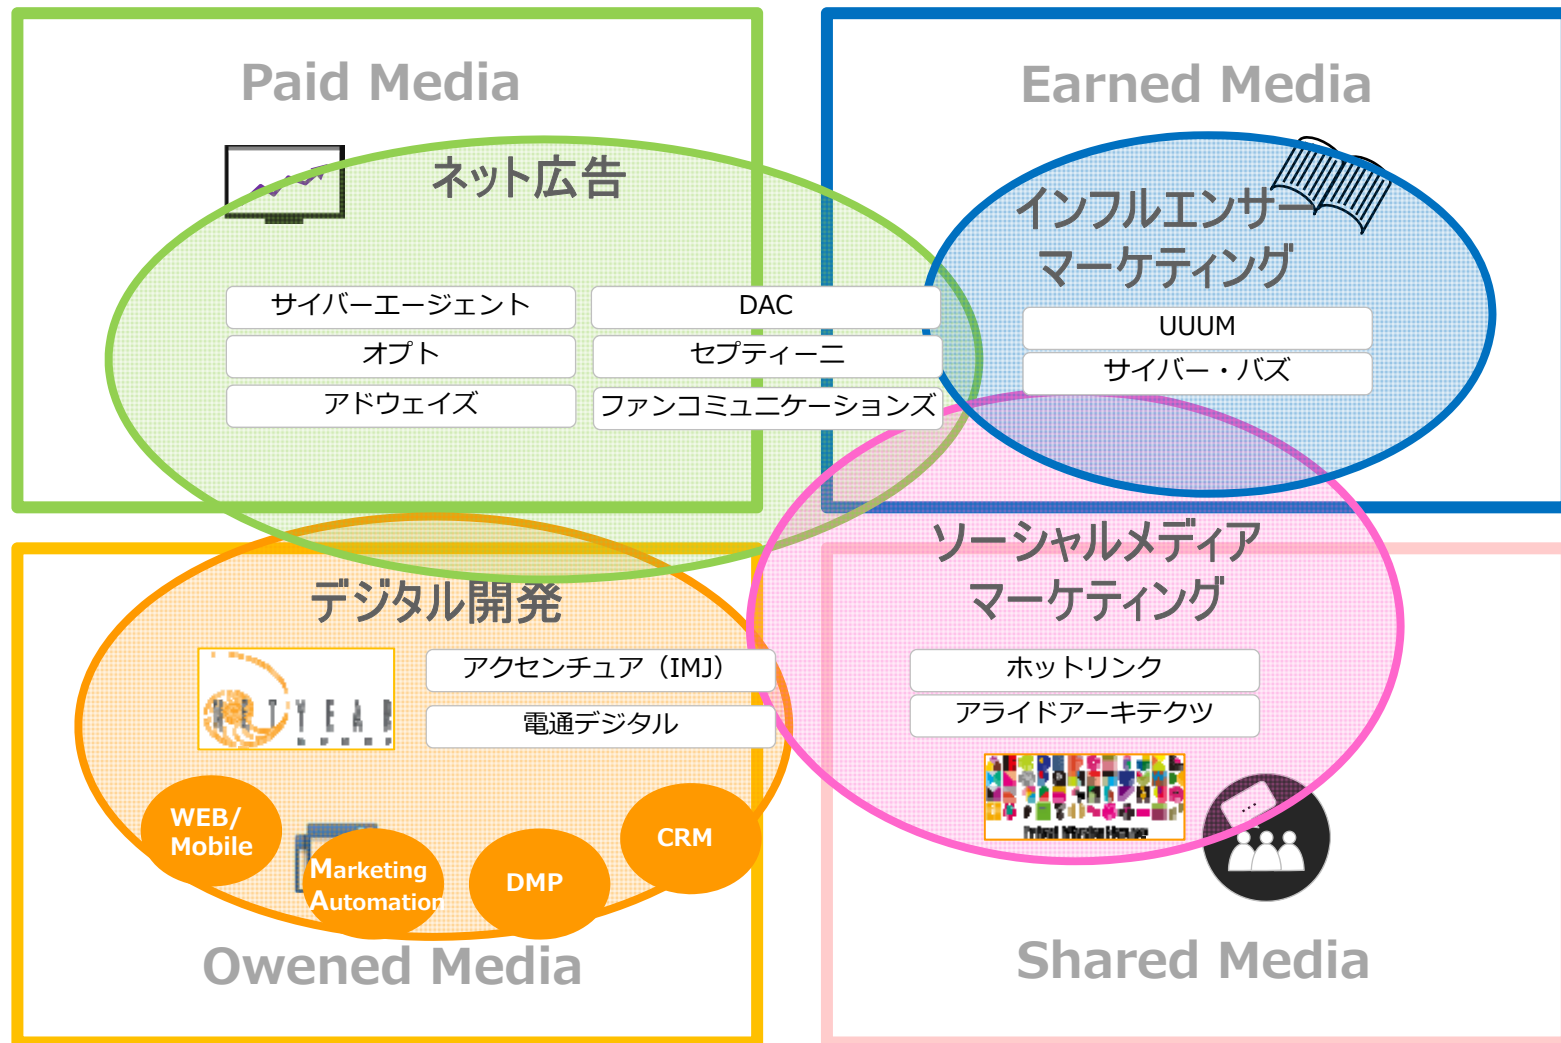 Paid Media
ネット広告
サイバーエージェント
DAC
オプト
セプティーニ
アドウェイズ
ファンコミュニケーションズ
Earned Media
インフルエンサー
マーケティング
UUUM
サイバー・バズ
デジタル開発
NETYEAR
アクセンチュア（IMJ）
電通デジタル
WEB/
Mobile
Marketing
Automation
DMP
CRM
Owened Media
ソーシャルメディア
マーケティング
ホットリンク
アライドアーキテクツ
Tribal Media House
...
Shared Media